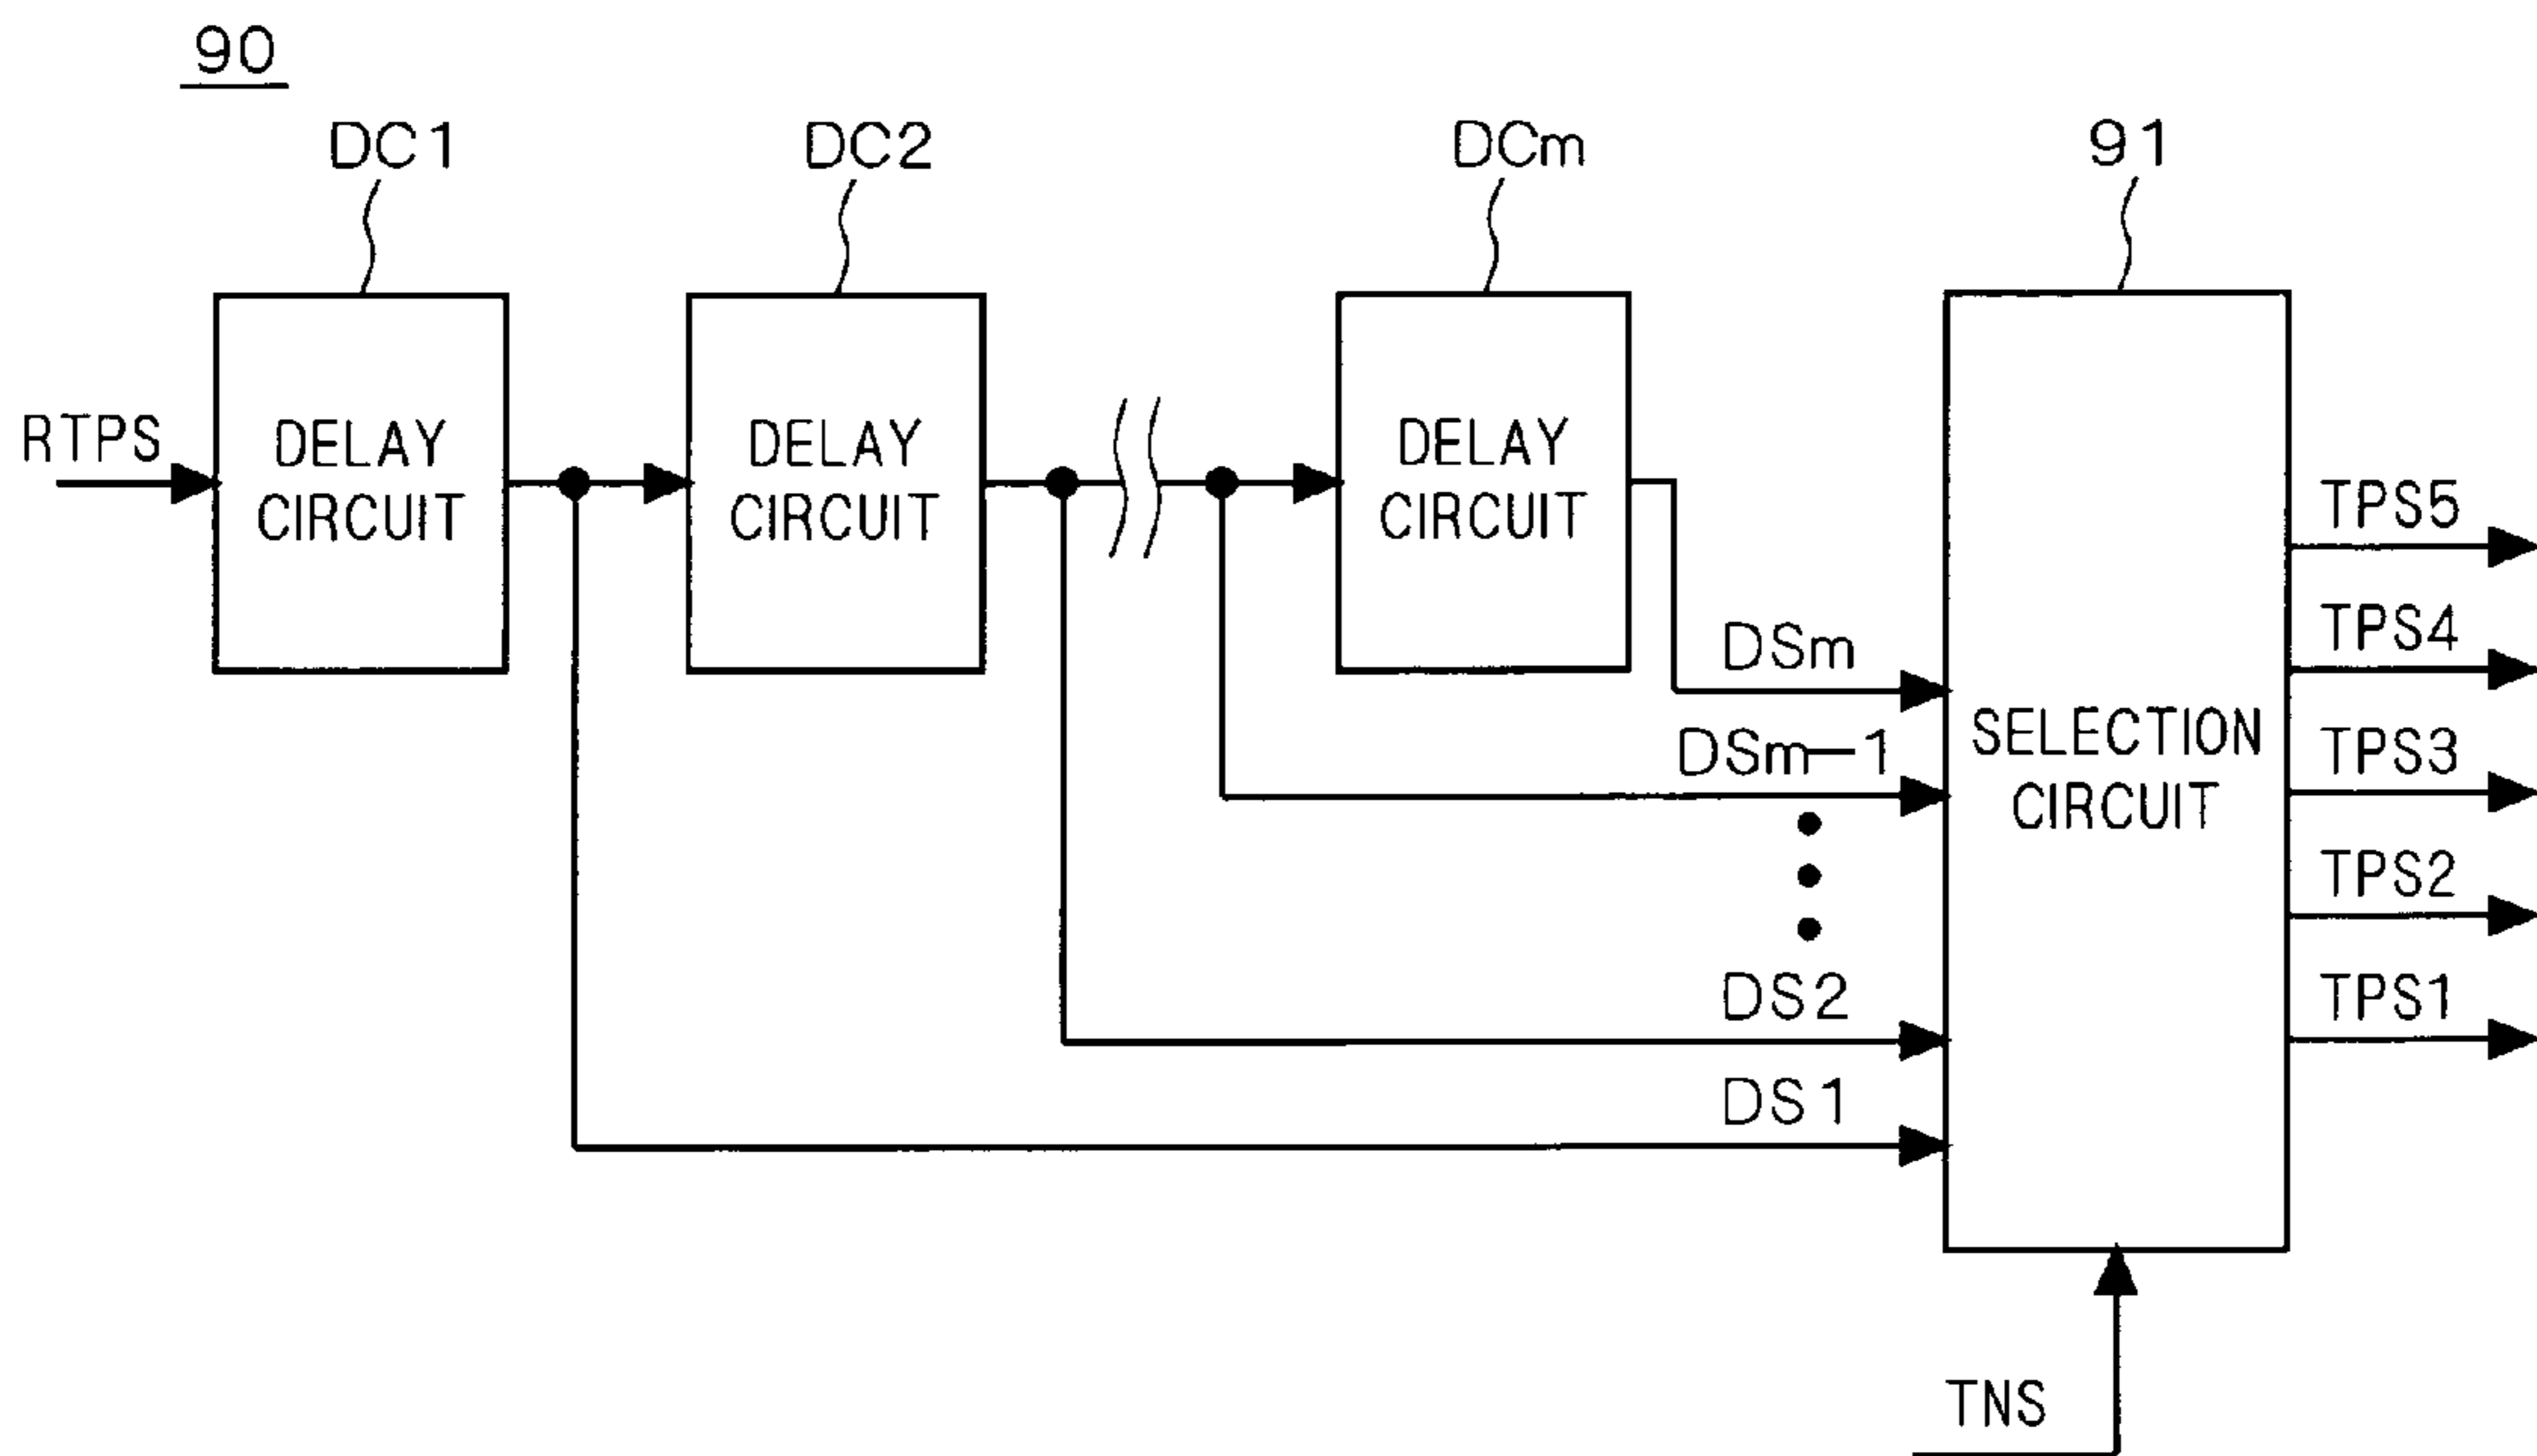 90
DC1
DC2
DCm
91
RTPS
DELAY
CIRCUIT
DELAY
CIRCUIT
DELAY
CIRCUIT
SELECTION
CIRCUIT
DSm
DSm-1
DS2
DS1
TPS5
TPS4
TPS3
TPS2
TPS1
TNS